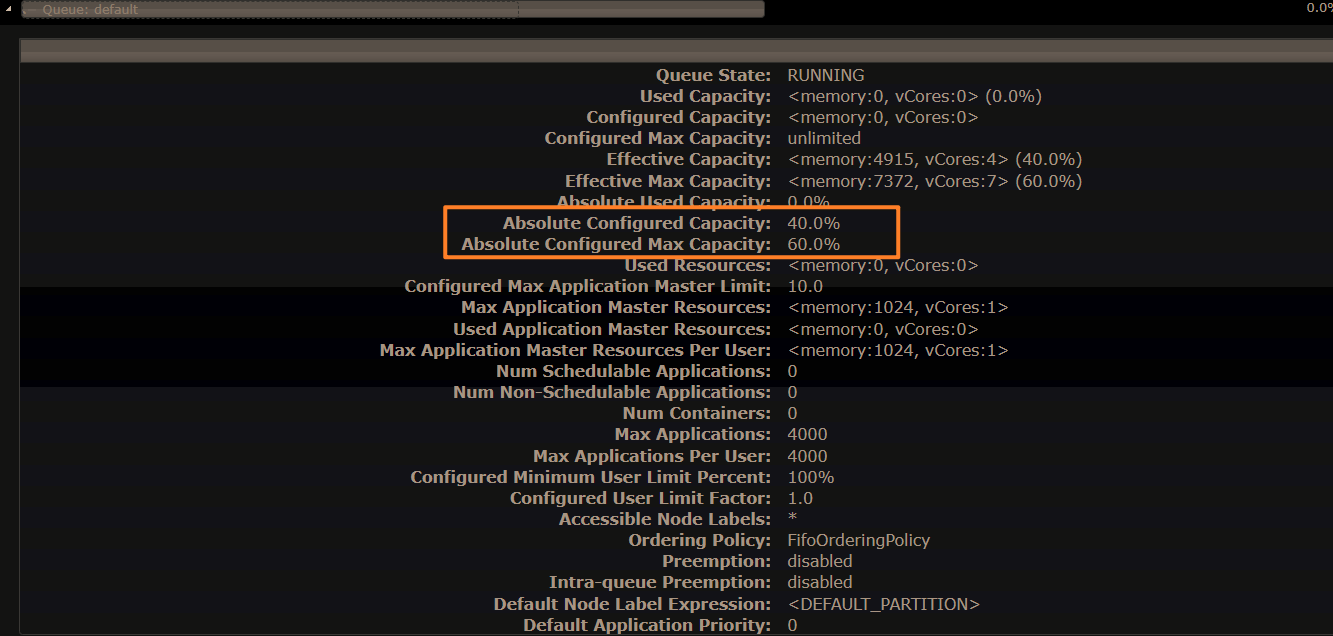 Queue: default
0.0%
Queue State: RUNNING
Used Capacity: <memory:0, vCores:0> (0.0%)
Configured Capacity: <memory:0, vCores:0>
Configured Max Capacity: unlimited
Effective Capacity: <memory:4915, vCores:4> (40.0%)
Effective Max Capacity: <memory:7372, vCores:7> (60.0%)
Absolute Used Capacity: 0.0%
Absolute Configured Capacity: 40.0%
Absolute Configured Max Capacity: 60.0%
Used Resources: <memory:0, vCores:0>
Configured Max Application Master Limit: 10.0
Max Application Master Resources: <memory:1024, vCores:1>
Used Application Master Resources: <memory:0, vCores:0>
Max Application Master Resources Per User: <memory:1024, vCores:1>
Num Schedulable Applications: 0
Num Non-Schedulable Applications: 0
Num Containers: 0
Max Applications: 4000
Max Applications Per User: 4000
Configured Minimum User Limit Percent: 100%
Configured User Limit Factor: 1.0
Accessible Node Labels: *
Ordering Policy: FifoOrderingPolicy
Preemption: disabled
Intra-queue Preemption: disabled
Default Node Label Expression: <DEFAULT_PARTITION>
Default Application Priority: 0